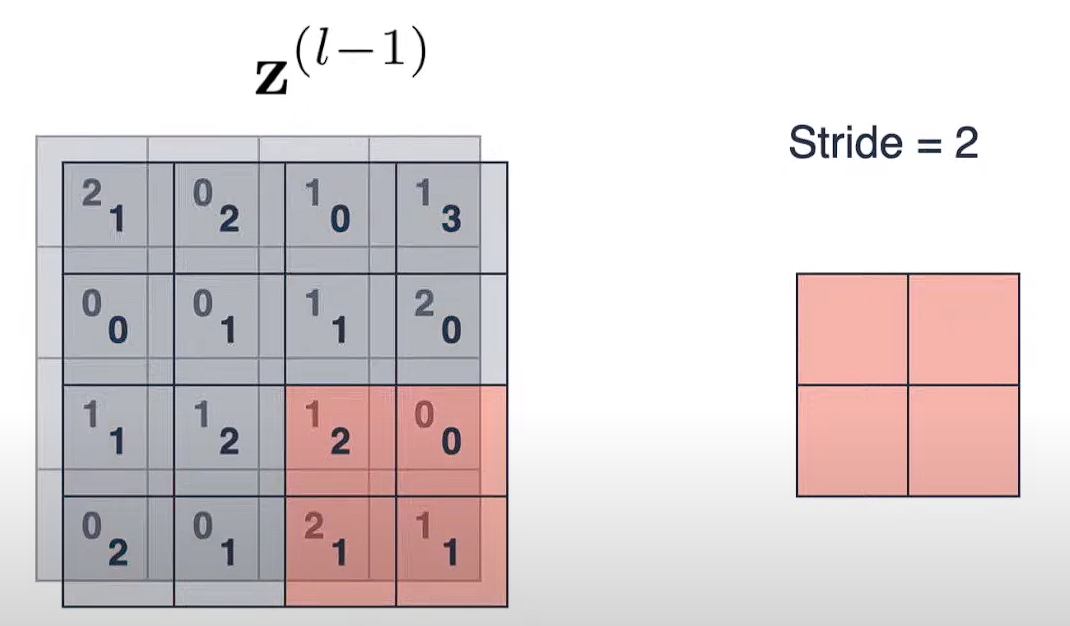 z^(l−1)
Stride = 2
2 0 1 1
1 2 0 3
0 0 1 2
0 1 1 0
1 1 1 0
1 2 2 0
0 0 2 1
2 1 1 1